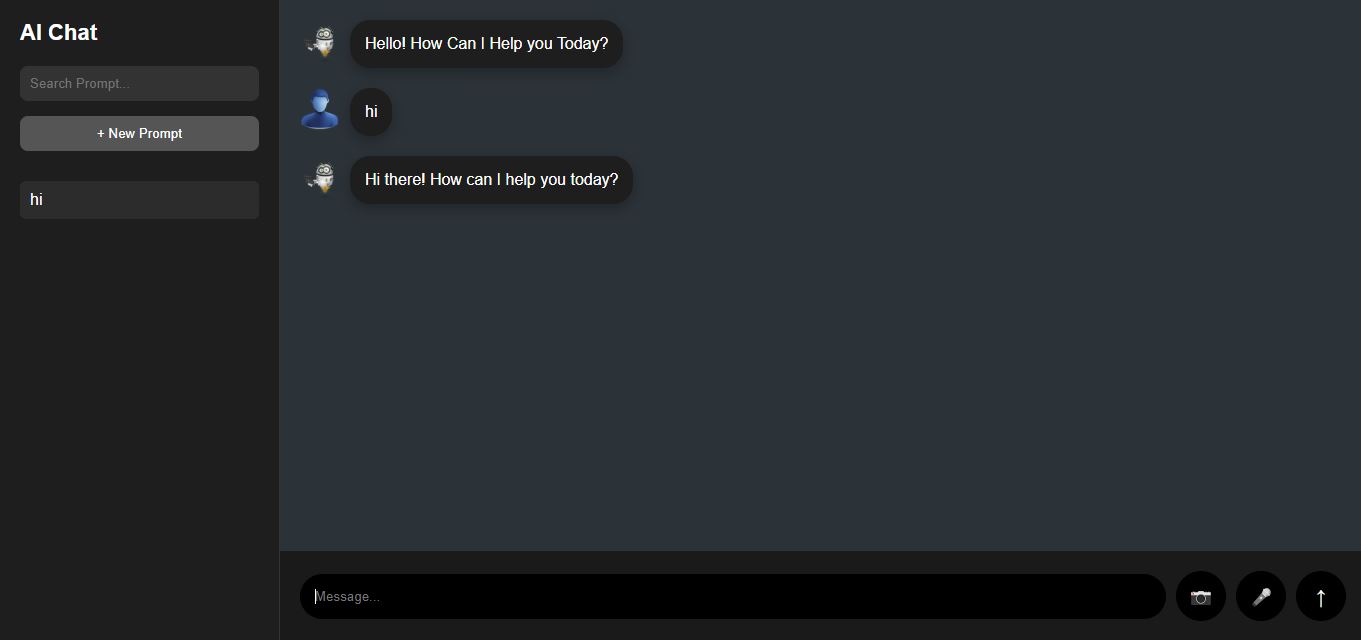 AI Chat
Search Prompt...
+ New Prompt
hi
Hello! How Can I Help you Today?
hi
Hi there! How can I help you today?
Message...